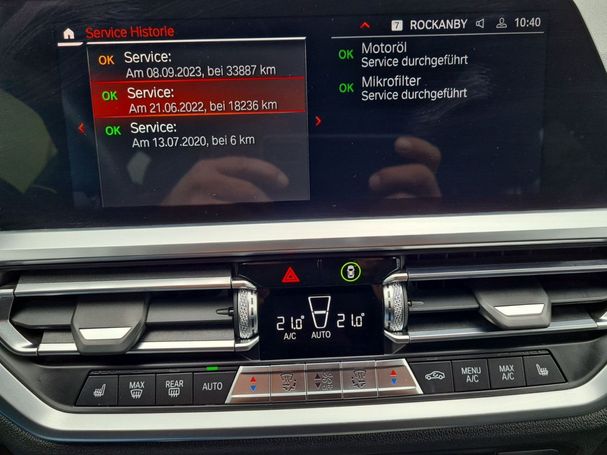 Service Historie
7 ROCKANBY 10:40
OK Service:
Am 08.09.2023, bei 33887 km
OK Service:
Am 21.06.2022, bei 18236 km
OK Service:
Am 13.07.2020, bei 6 km
OK Motoröl
Service durchgeführt
OK Mikrofilter
Service durchgeführt
21.0° 21.0°
A/C AUTO
MAX REAR AUTO
MENU A/C
MAX A/C